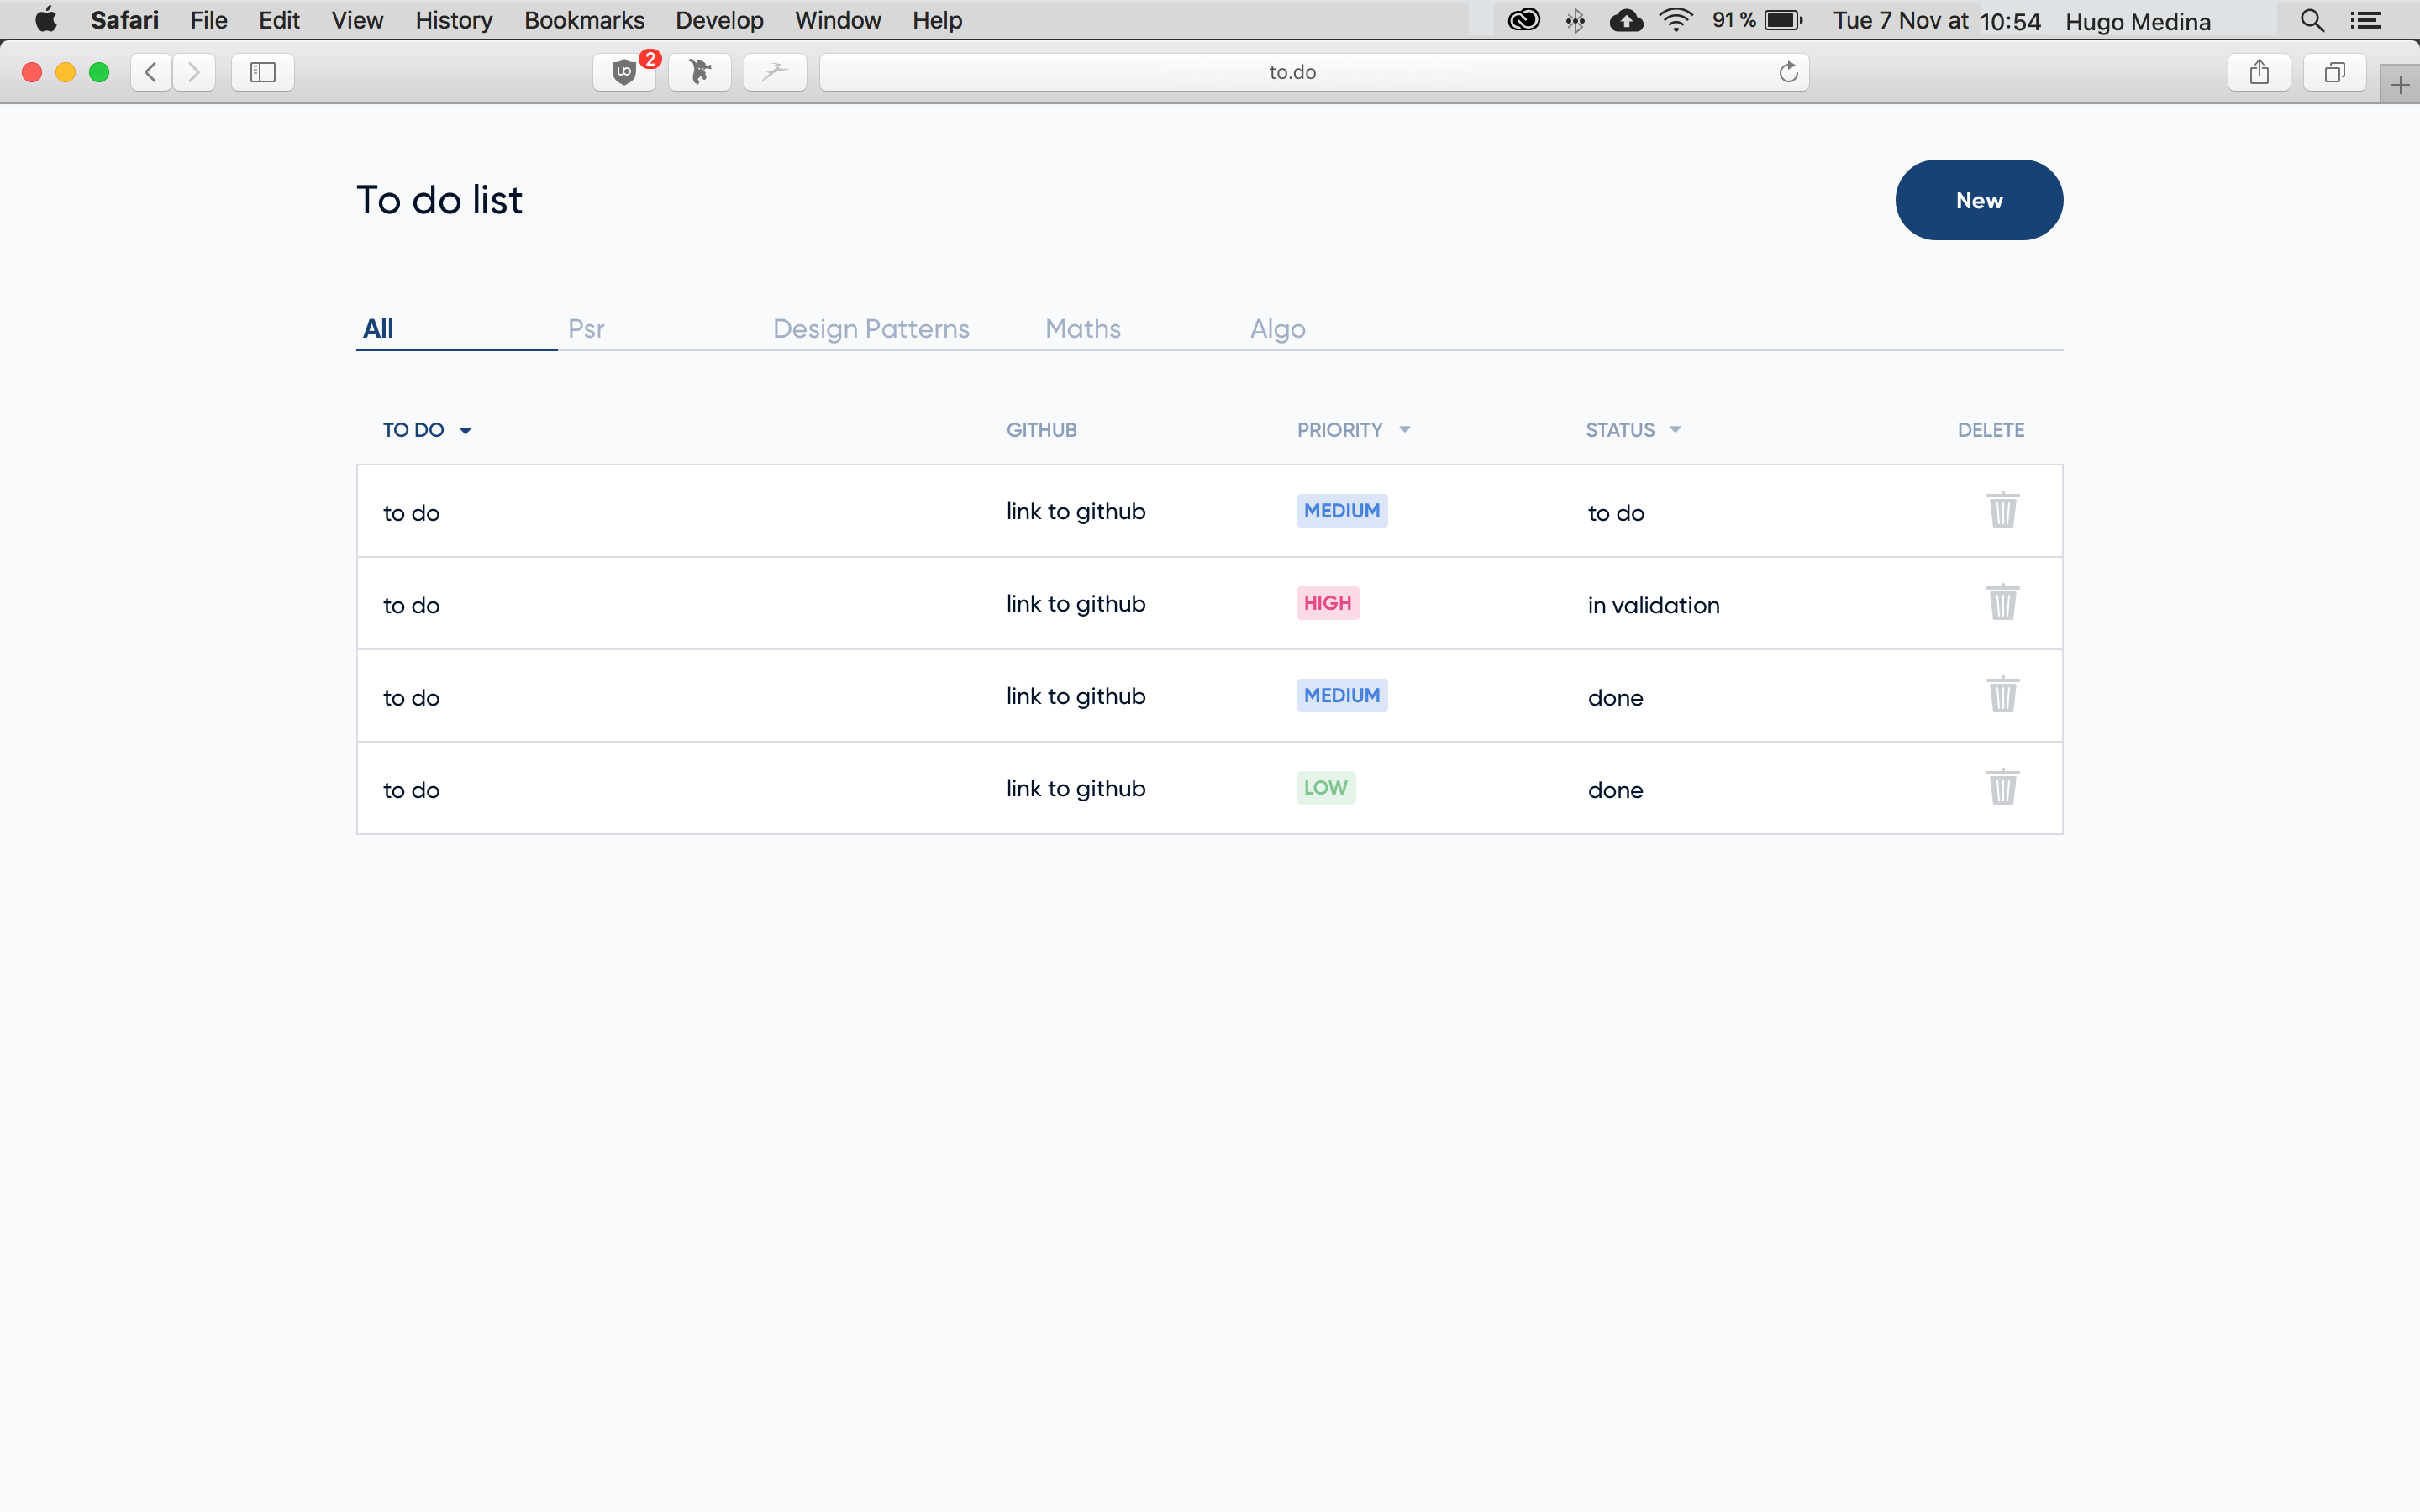 Safari File Edit View History Bookmarks Develop Window Help 91 % Tue 7 Nov at 10:54 Hugo Medina
2 to.do
To do list New
All Psr Design Patterns Maths Algo
TO DO GITHUB PRIORITY STATUS DELETE
to do link to github MEDIUM to do
to do link to github HIGH in validation
to do link to github MEDIUM done
to do link to github LOW done